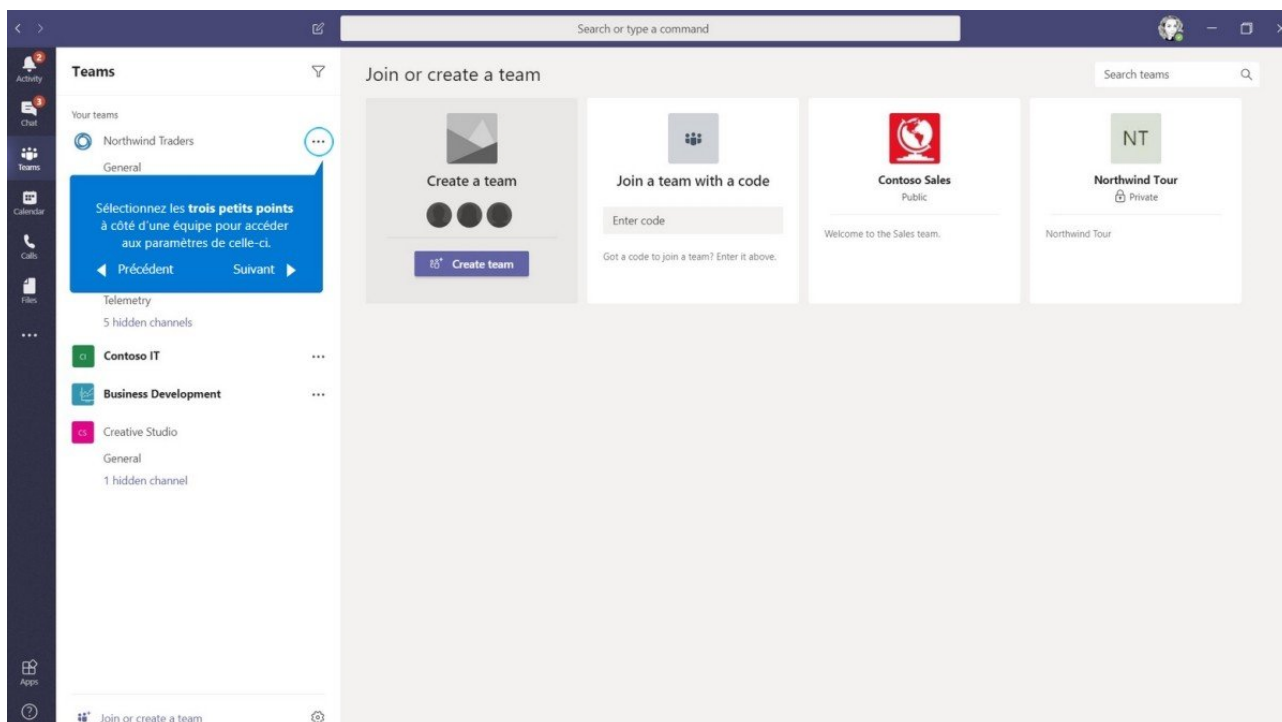 Search or type a command
2
Activity
3
Chat
Teams
Calendar
Calls
Files
Apps
Teams
Your teams
Northwind Traders
General
Sélectionnez les trois petits points
à côté d'une équipe pour accéder
aux paramètres de celle-ci.
Précédent Suivant
Telemetry
5 hidden channels
CI Contoso IT
Business Development
CS Creative Studio
General
1 hidden channel
Join or create a team
Join or create a team
Search teams
Create a team
Create team
Join a team with a code
Enter code
Got a code to join a team? Enter it above.
Contoso Sales
Public
Welcome to the Sales team.
NT
Northwind Tour
Private
Northwind Tour